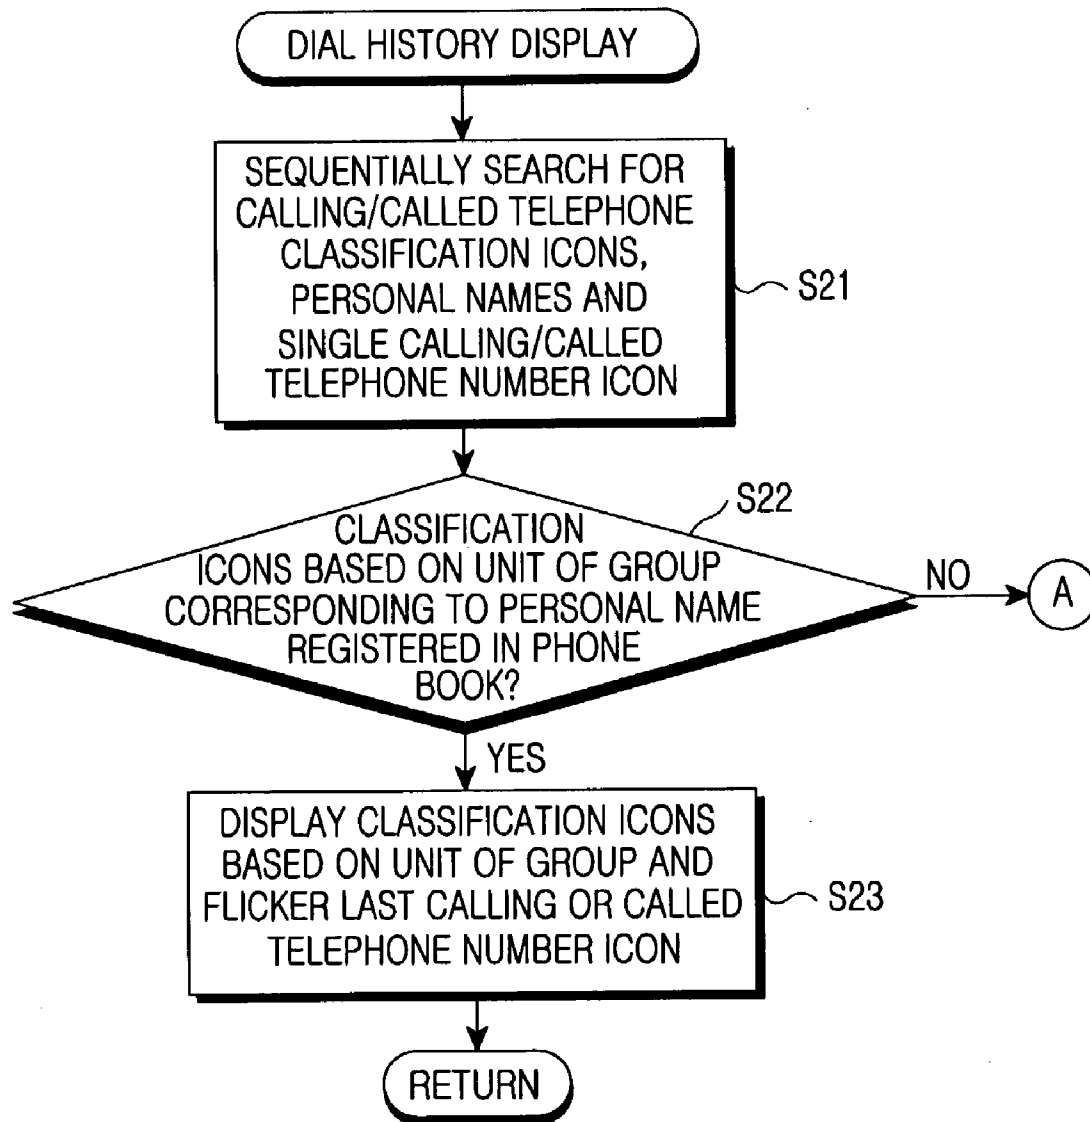 DIAL HISTORY DISPLAY
SEQUENTIALLY SEARCH FOR
CALLING/CALLED TELEPHONE
CLASSIFICATION ICONS,
PERSONAL NAMES AND
SINGLE CALLING/CALLED
TELEPHONE NUMBER ICON
S21
S22
CLASSIFICATION
ICONS BASED ON UNIT OF GROUP
CORRESPONDING TO PERSONAL NAME
REGISTERED IN PHONE
BOOK?
NO
A
YES
DISPLAY CLASSIFICATION ICONS
BASED ON UNIT OF GROUP AND
FLICKER LAST CALLING OR CALLED
TELEPHONE NUMBER ICON
S23
RETURN